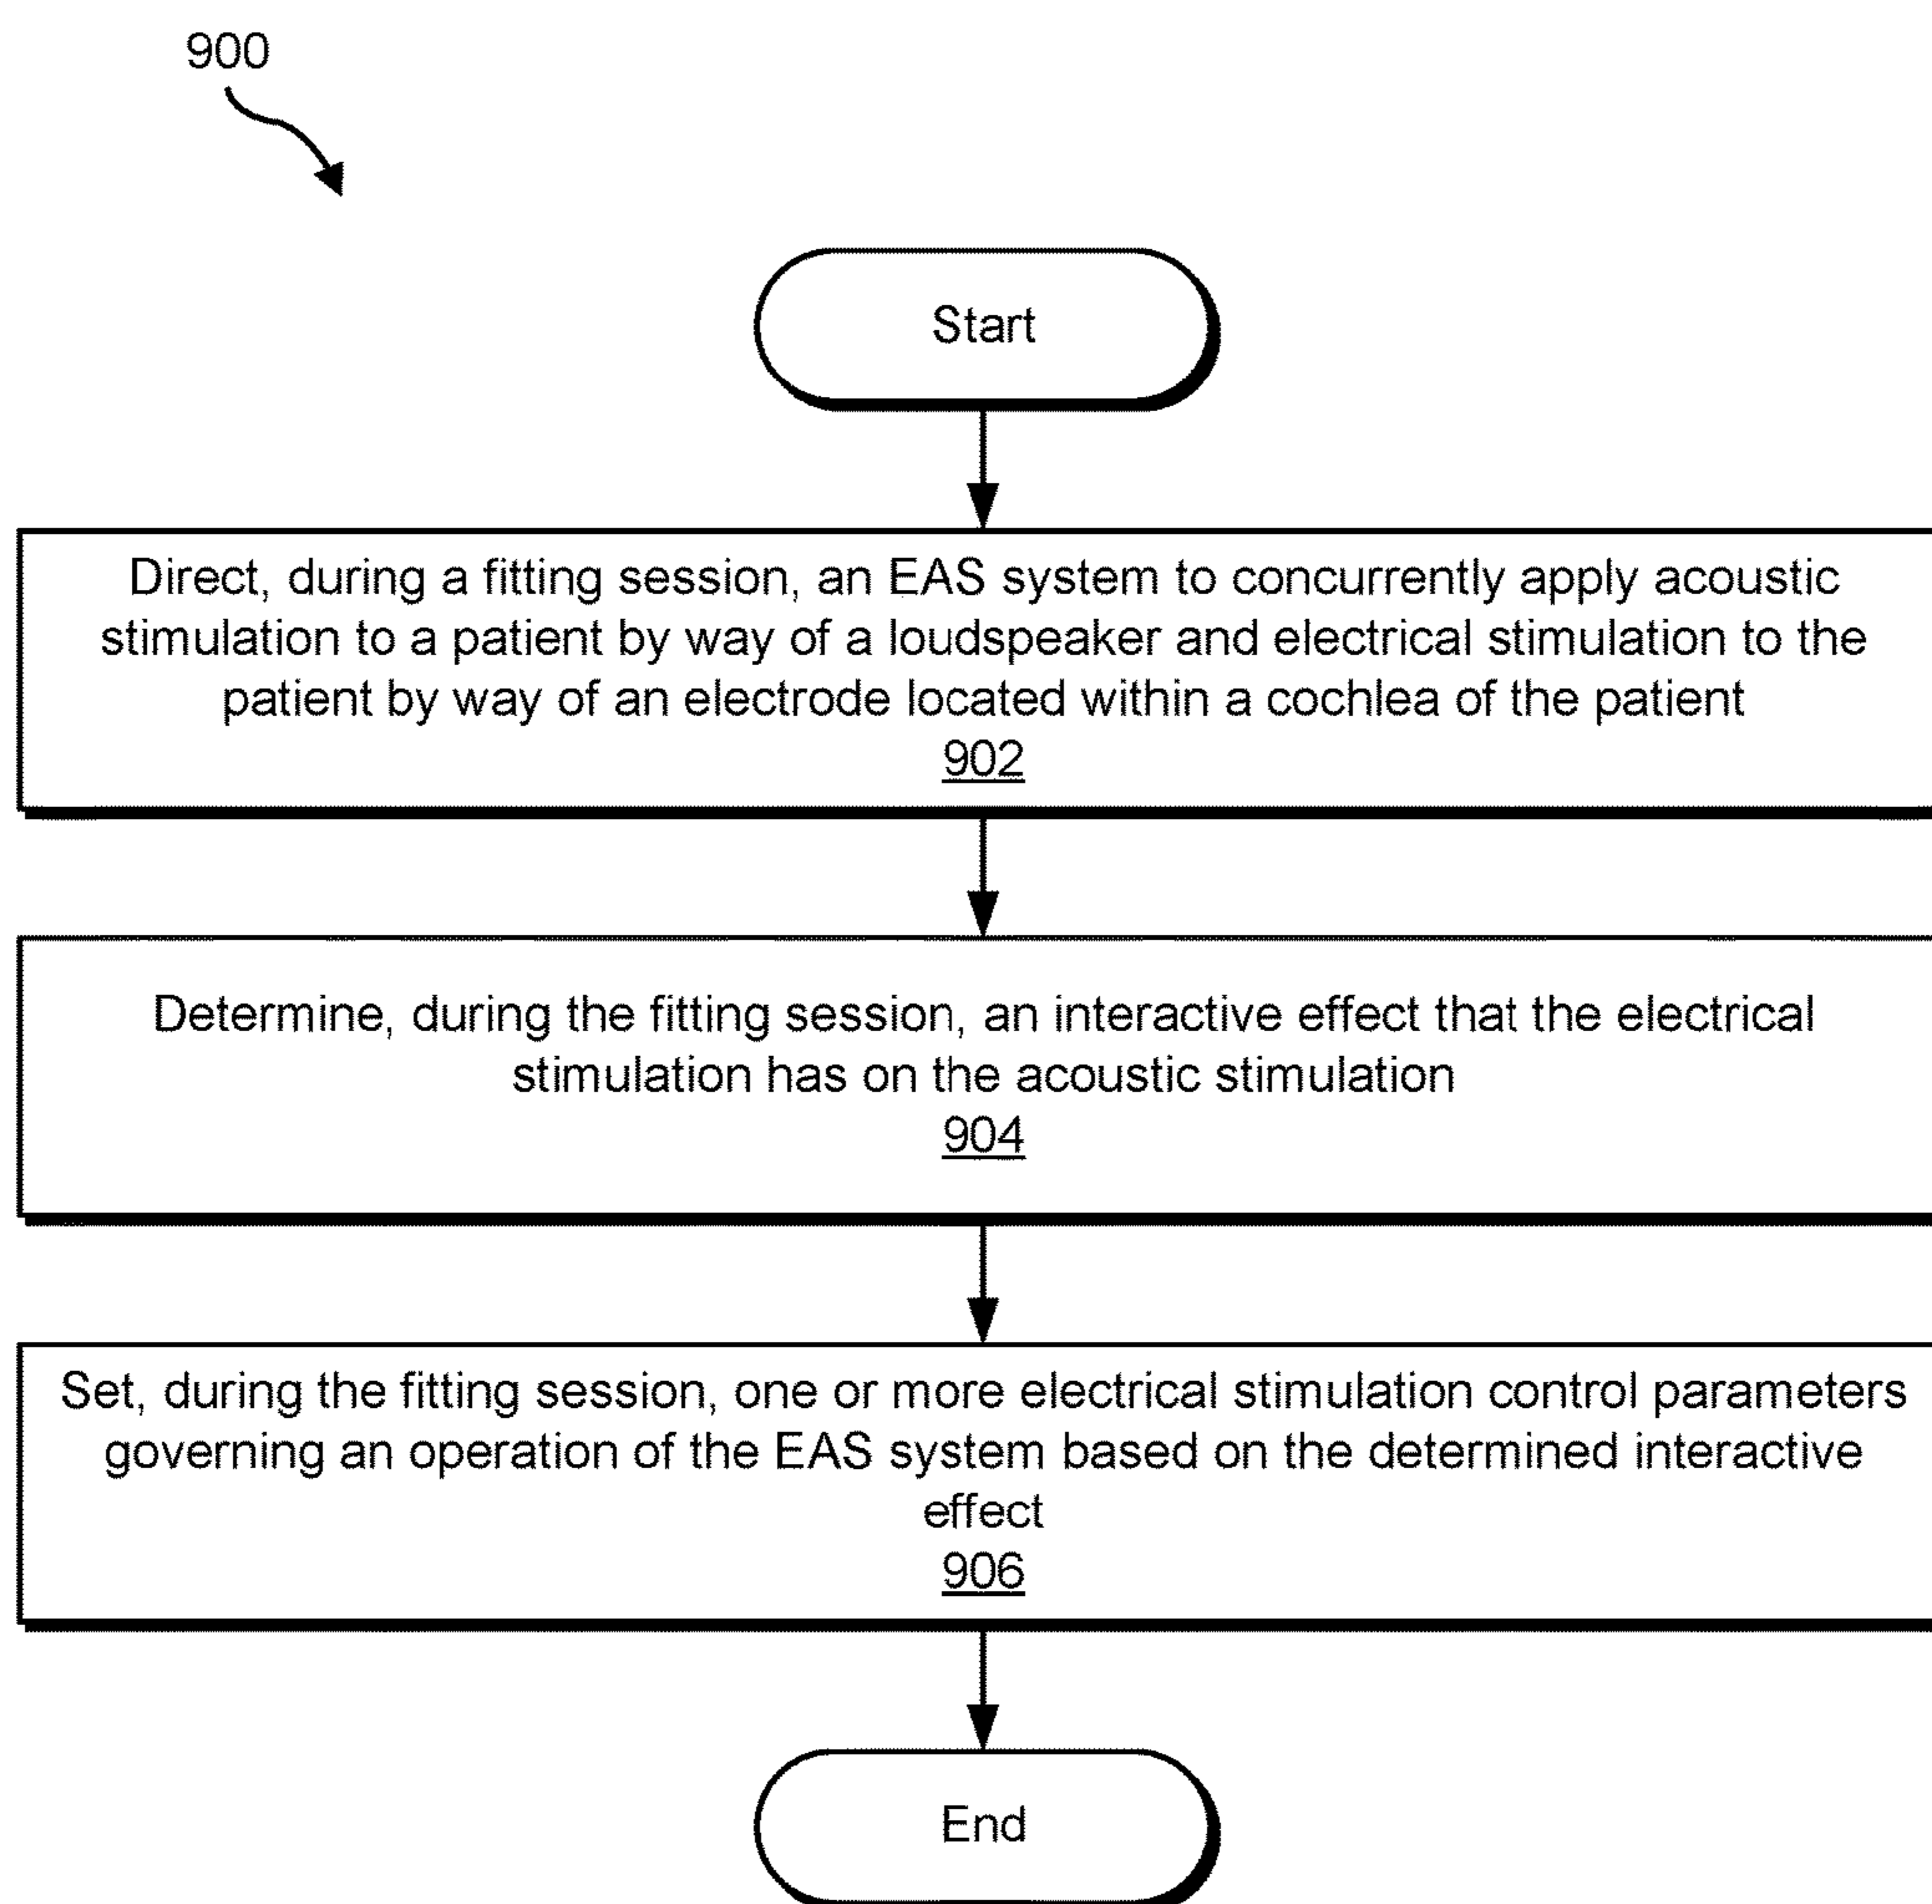 900
Start
Direct, during a fitting session, an EAS system to concurrently apply acoustic
stimulation to a patient by way of a loudspeaker and electrical stimulation to the
patient by way of an electrode located within a cochlea of the patient
902
Determine, during the fitting session, an interactive effect that the electrical
stimulation has on the acoustic stimulation
904
Set, during the fitting session, one or more electrical stimulation control parameters
governing an operation of the EAS system based on the determined interactive
effect
906
End